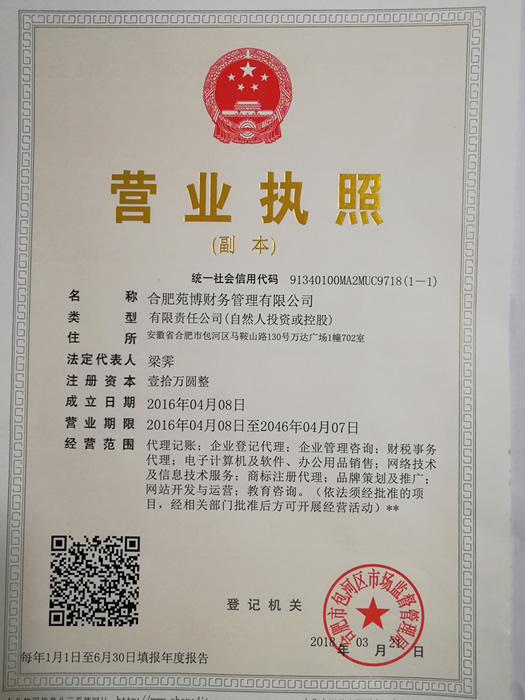 营业执照
(副 本)
统一社会信用代码 91340100MA2MUC9718(1-1)
名 称 合肥苑博财务管理有限公司
类 型 有限责任公司(自然人投资或控股)
住 所 安徽省合肥市包河区马鞍山路130号万达广场1幢702室
法定代表人 梁霁
注册资本 壹拾万圆整
成立日期 2016年04月08日
营业期限 2016年04月08日至2046年04月07日
经营范围 代理记账；企业登记代理；企业管理咨询；财税事务
代理；电子计算机及软件、办公用品销售；网络技术
及信息技术服务；商标注册代理；品牌策划及推广；
网站开发与运营；教育咨询。（依法须经批准的项
目，经相关部门批准后方可开展经营活动）**
登记机关
合肥市包河区市场监督管理局
2018年 03月 21日
每年1月1日至6月30日填报年度报告